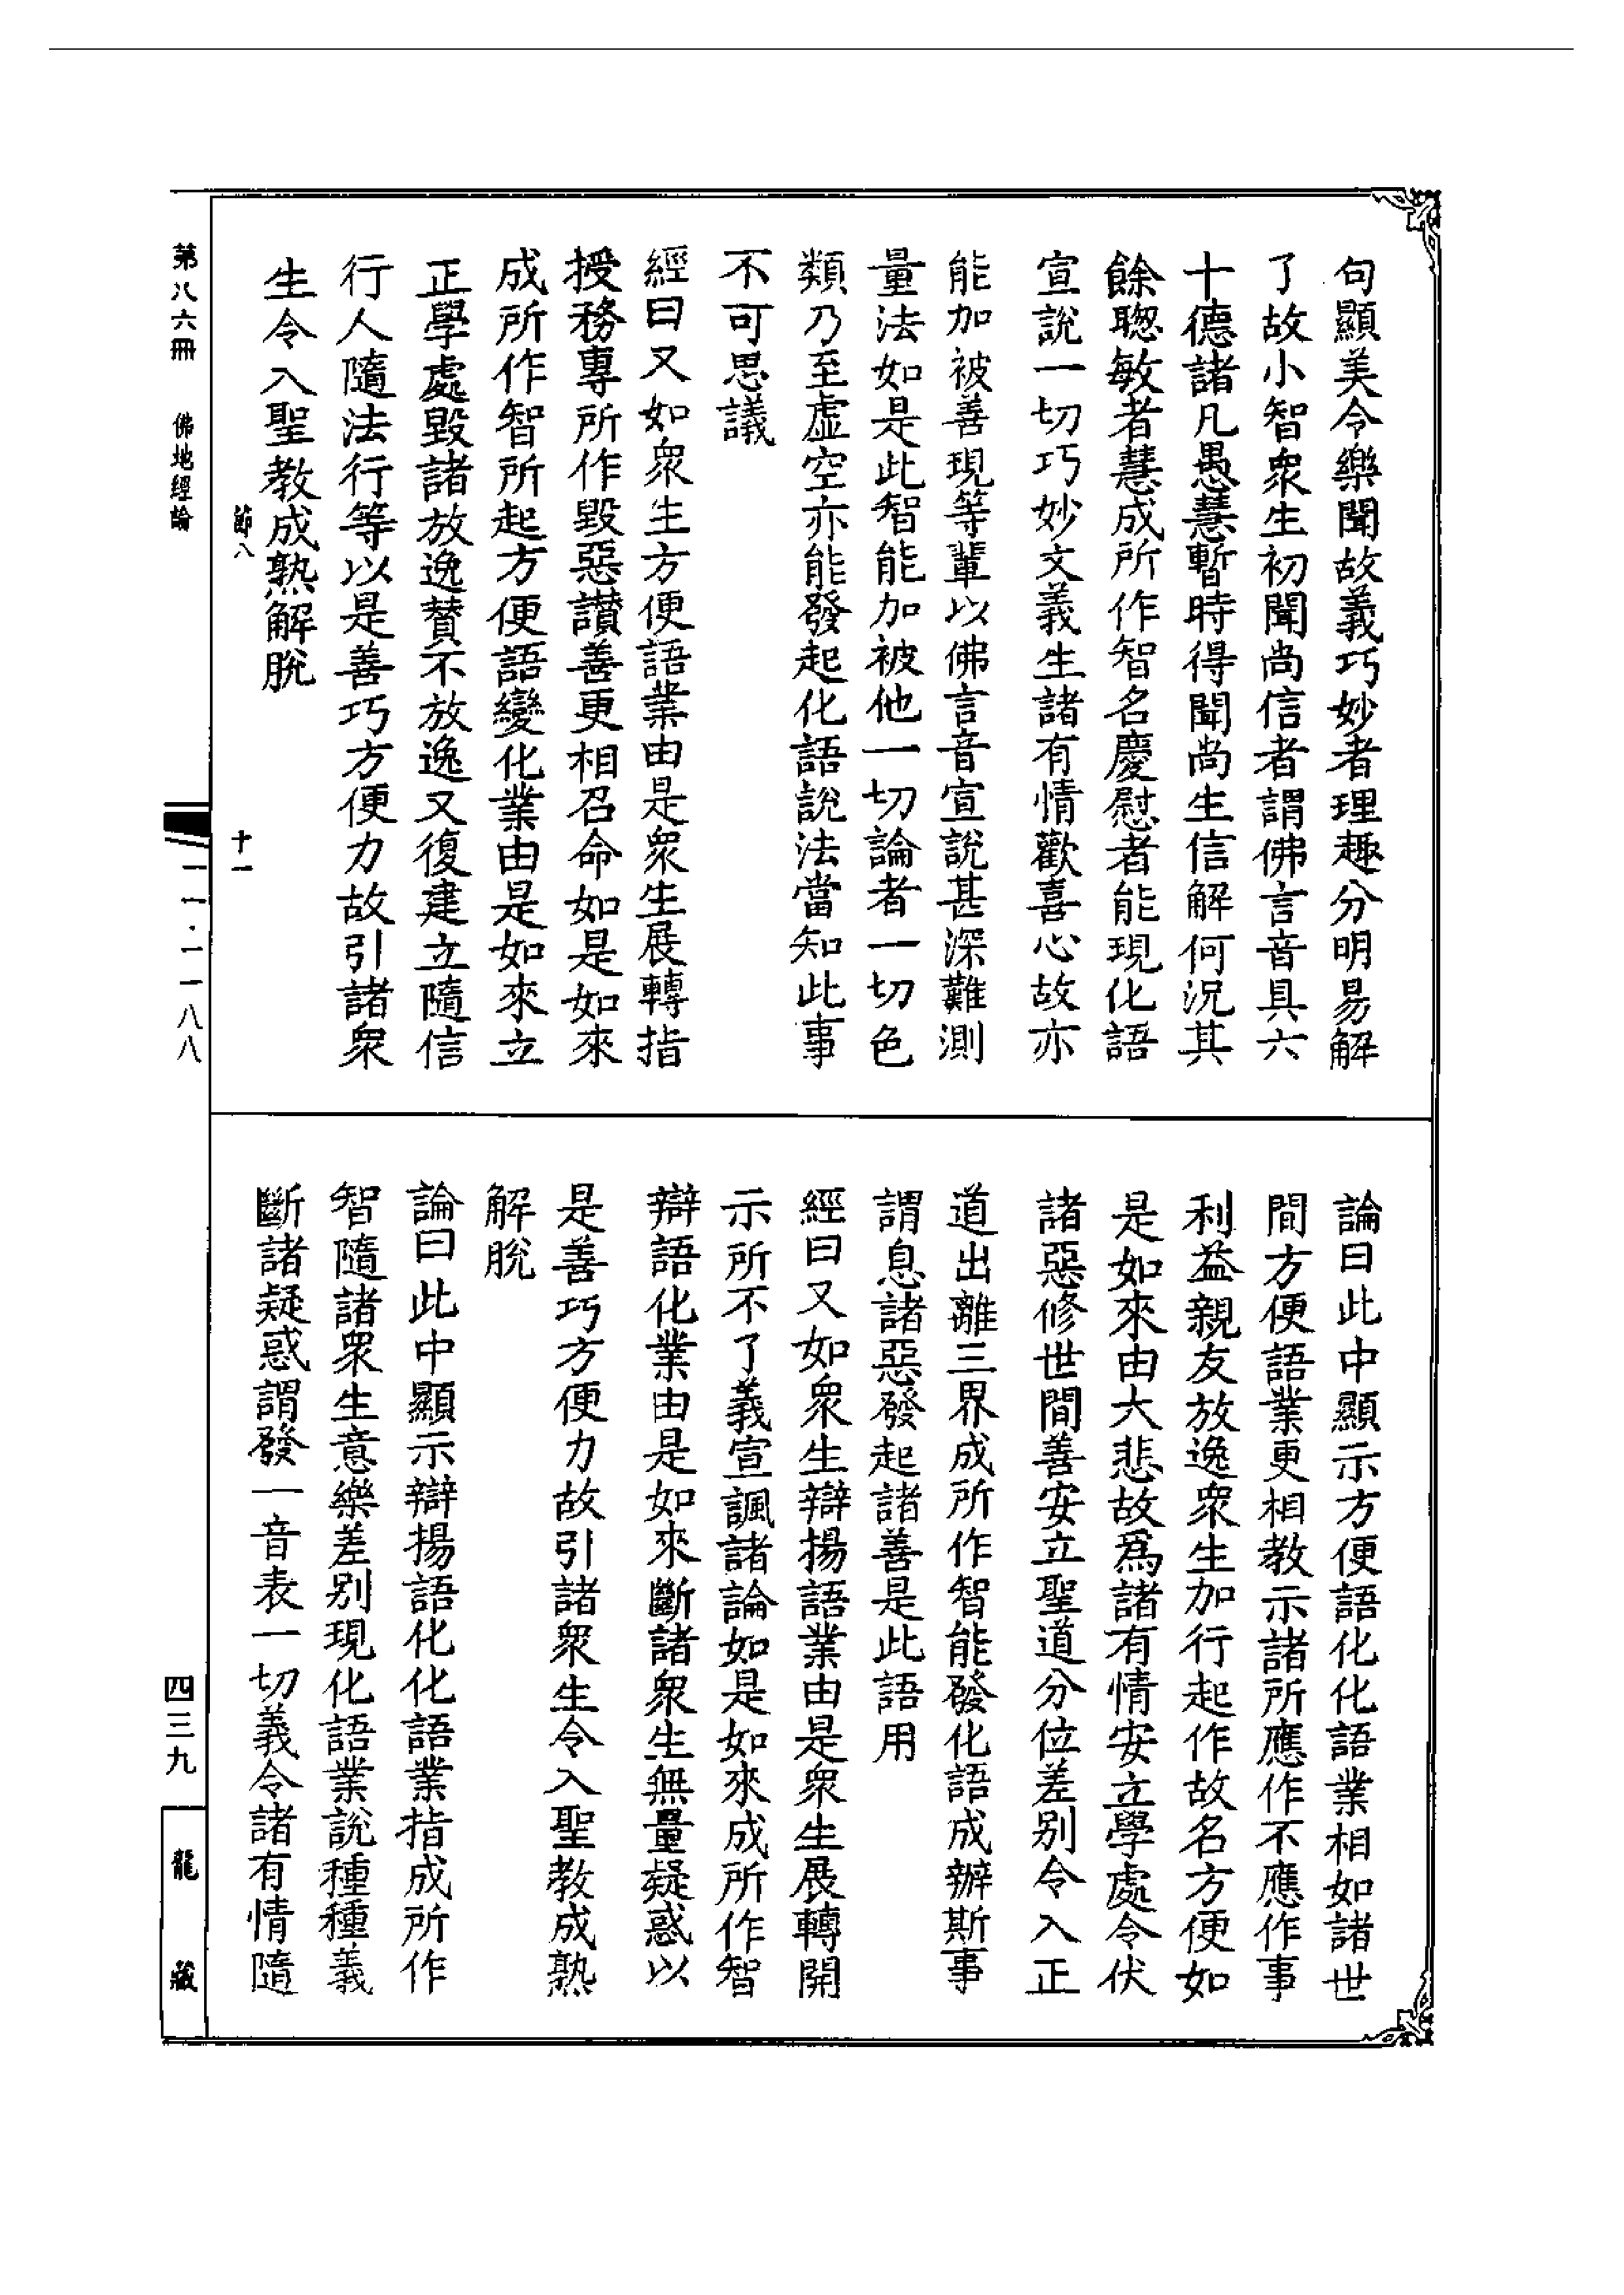 句顯美令樂聞故義巧妙者理趣分明易解
了故小智衆生初聞尚信者謂佛言音具六
十德諸凡愚慧暫時得聞尚生信解何況其
餘聰敏者慧成所作智名慶慰者能現化語
宣說一切巧妙文義生諸有情歡喜心故亦
能加被善現等輩以佛言音宣說甚深難測
量法如是此智能加被他一切論者一切色
類乃至虛空亦能發起化語說法當知此事
不可思議
經曰又如衆生方便語業由是衆生展轉指
授務專所作毀惡讃善更相召命如是如來
成所作智所起方便語變化業由是如來立
正學處毀諸放逸賛不放逸又復建立隨信
行人隨法行等以是善巧方便力故引諸衆
生令入聖教成熟解脫
節八 十一
論曰此中顯示方便語化化語業相如諸世
間方便語業更相教示諸所應作不應作事
利益親友放逸衆生加行起作故名方便如
是如來由大悲故爲諸有情安立學處令伏
諸惡修世間善安立聖道分位差別令入正
道出離三界成所作智能發化語成辦斯事
謂息諸惡發起諸善是此語用
經曰又如衆生辯揚語業由是衆生展轉開
示所不了義宣諷諸論如是如來成所作智
辯語化業由是如來斷諸衆生無量疑惑以
是善巧方便力故引諸衆生令入聖教成熟
解脫
論曰此中顯示辯揚語化化語業指成所作
智隨諸衆生意樂差別現化語業說種種義
斷諸疑惑謂發一音表一切義令諸有情隨
第八六冊 佛地經論
一一·一一八八
四三九
龍藏